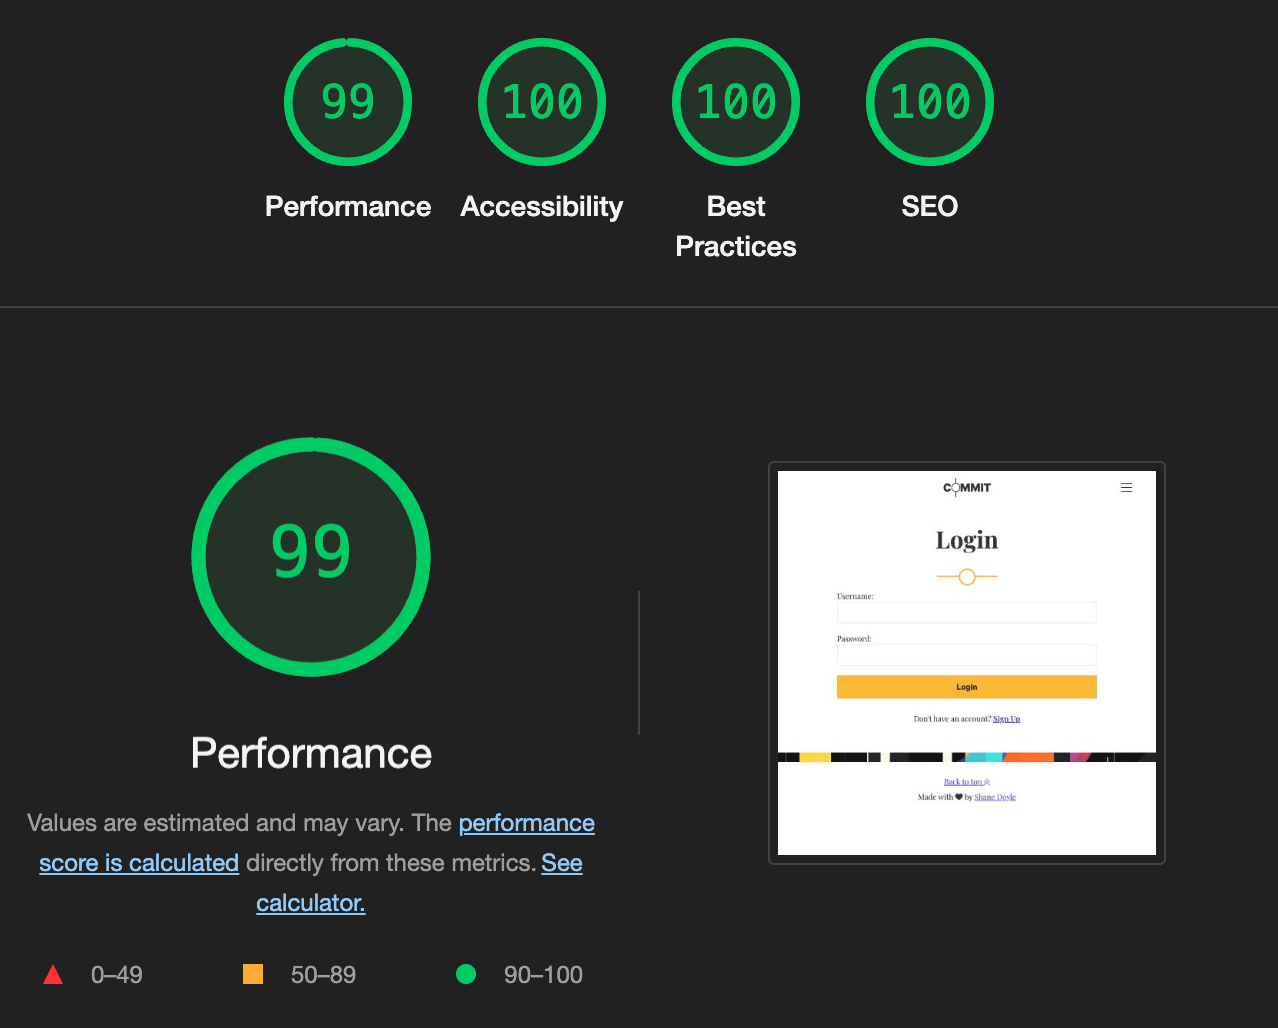 99
100
100
100
Performance
Accessibility
Best
Practices
SEO
99
Performance
Values are estimated and may vary. The performance
score is calculated directly from these metrics. See
calculator.
0–49
50–89
90–100
COMMIT
Login
Username:
Password:
Login
Don't have an account? Sign Up
Back to top
Made with by Shane Doyle